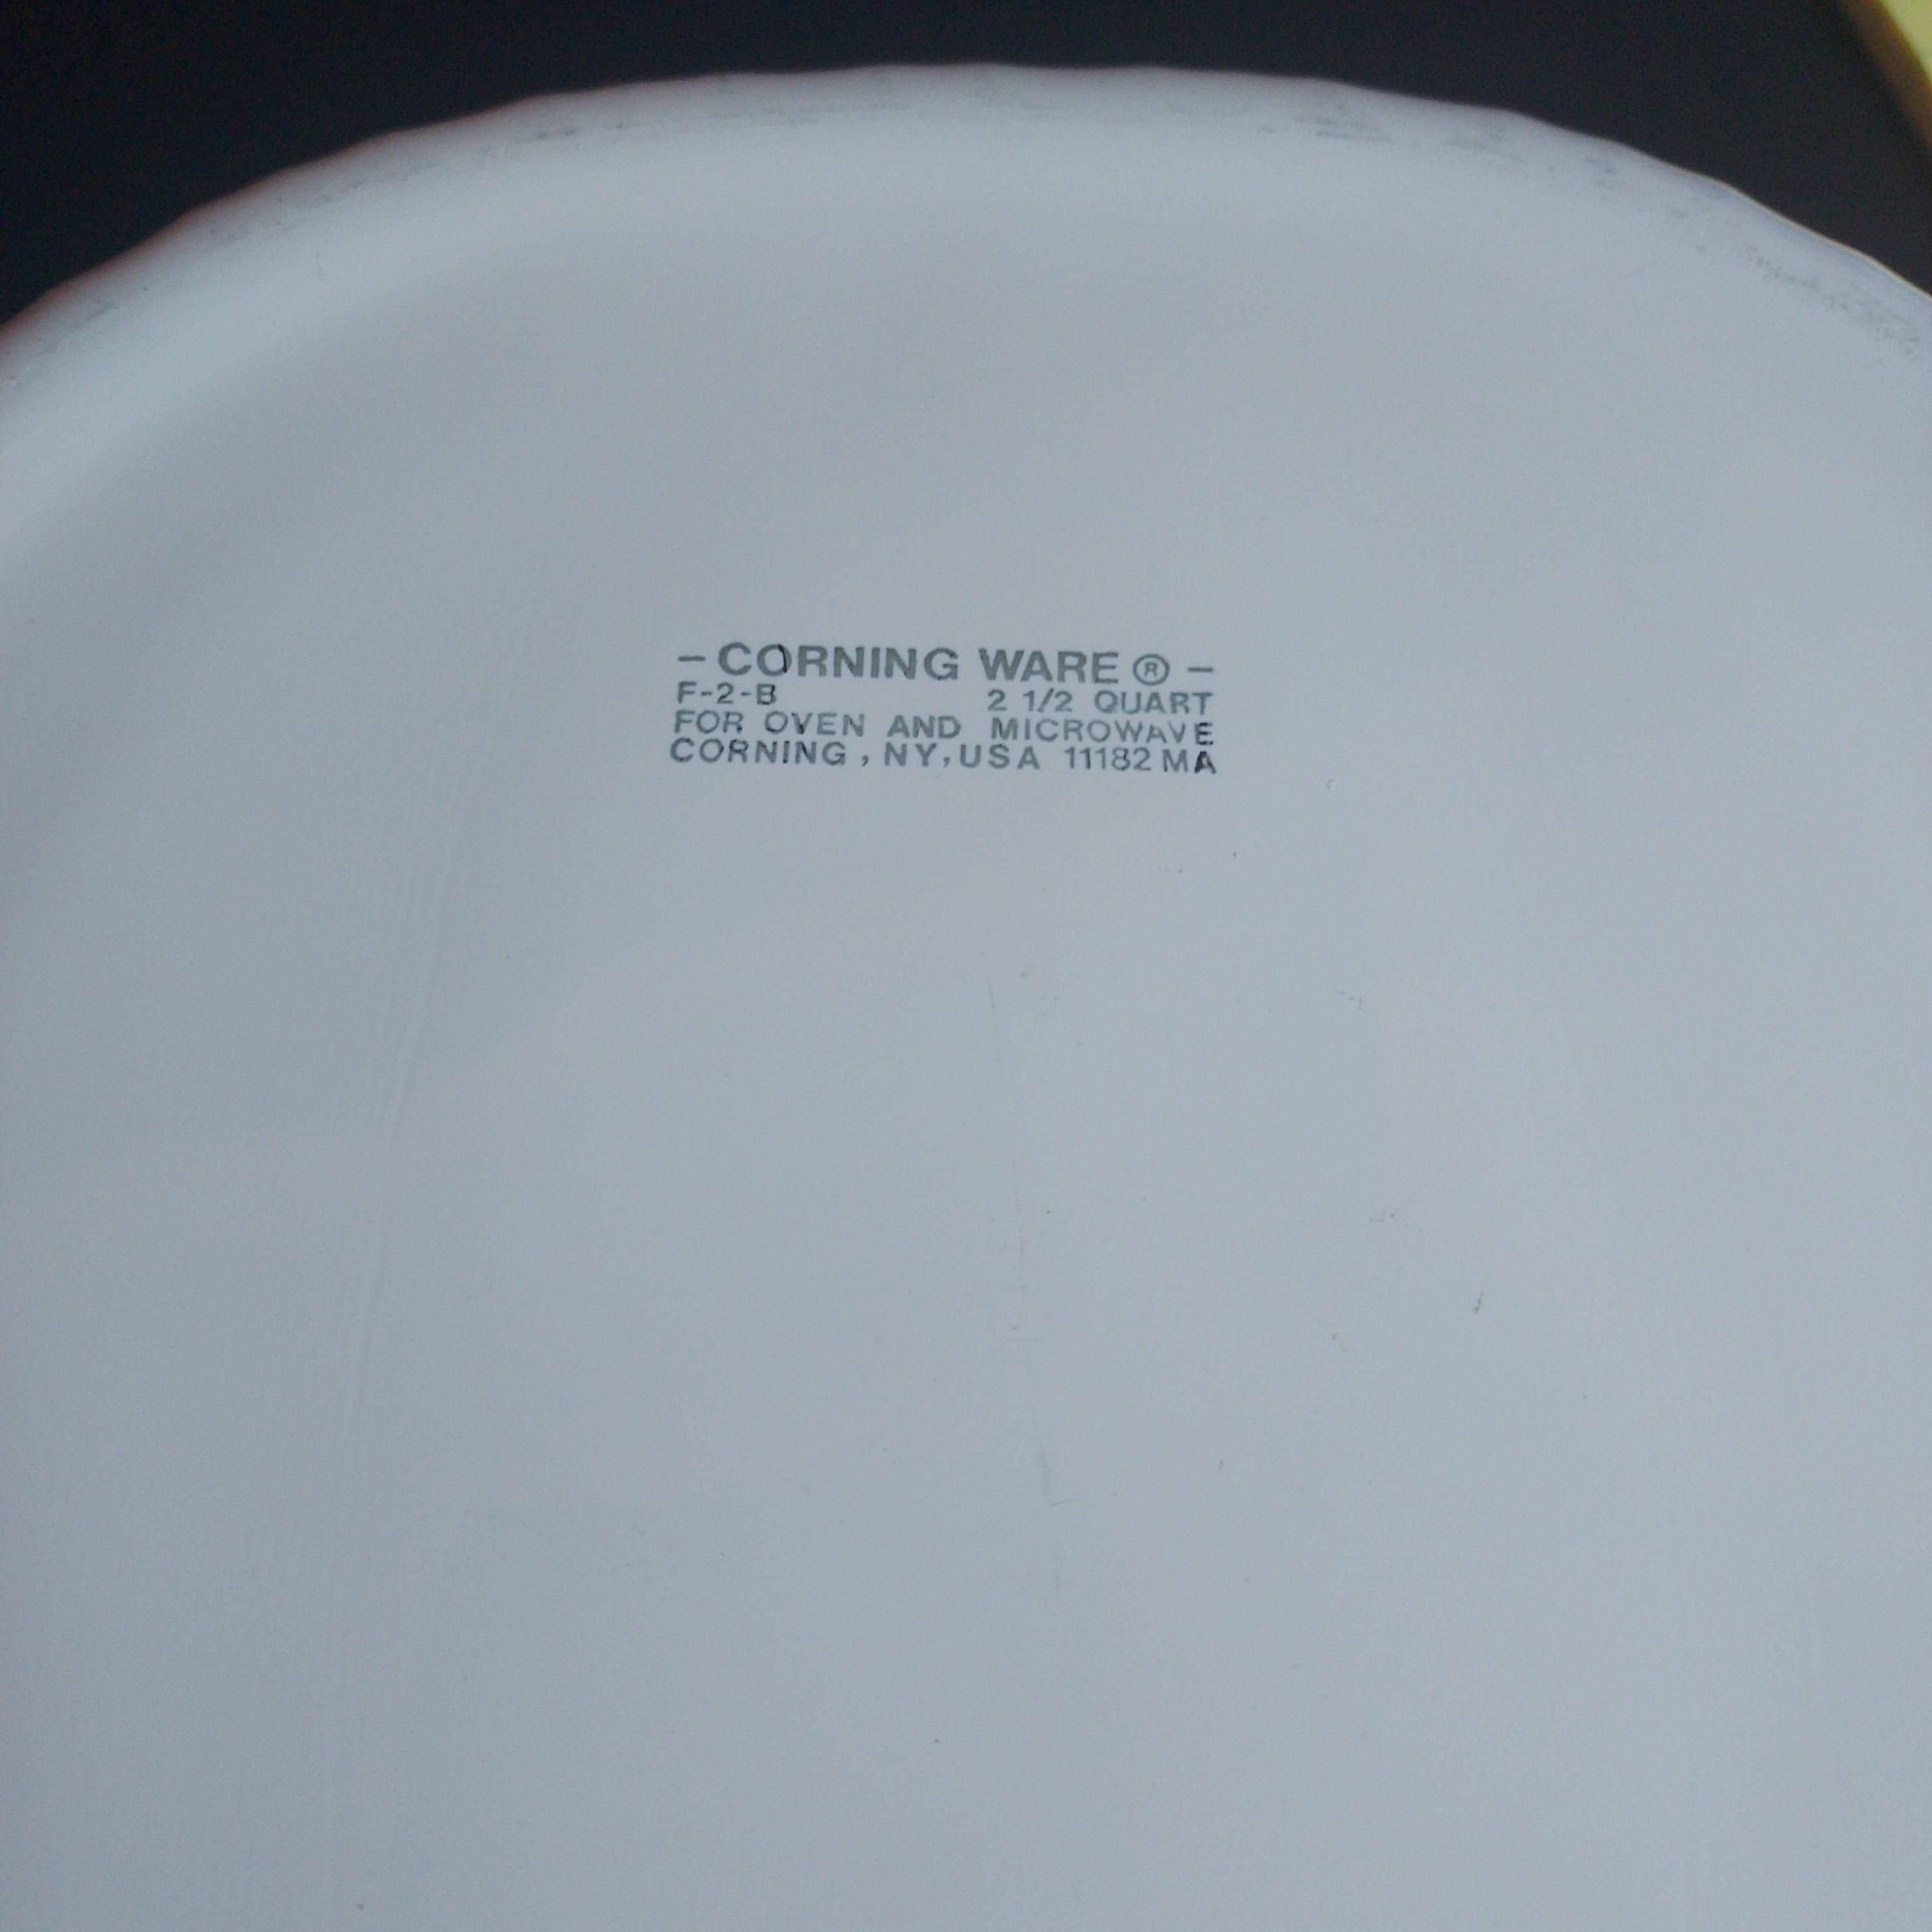 -CORNING WARE® -
F-2-B 2 1/2 QUART
FOR OVEN AND MICROWAVE
CORNING , NY, USA 11182 MA